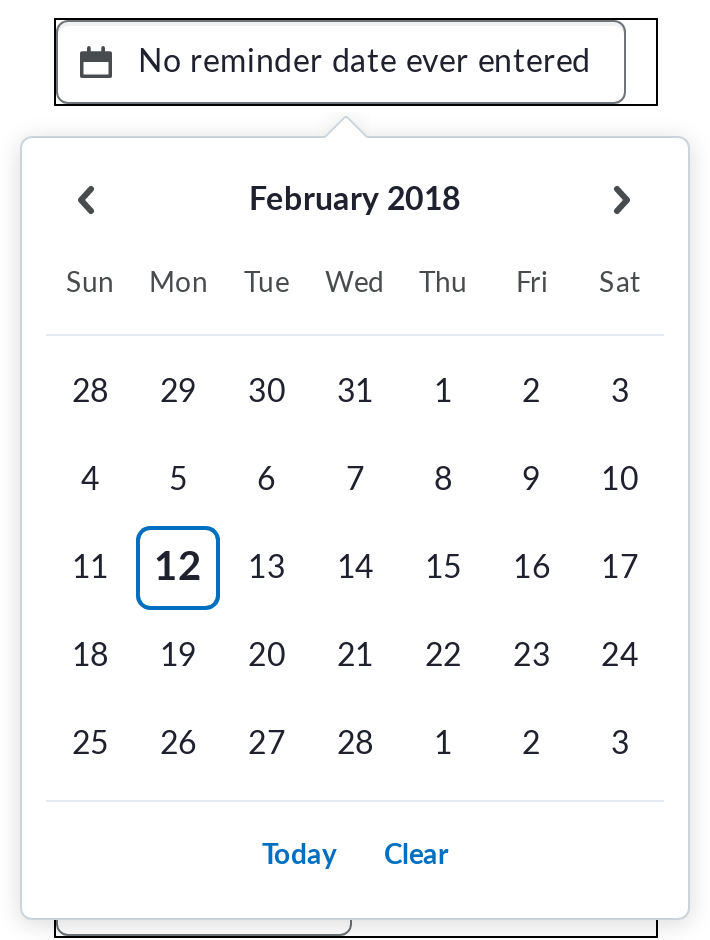 No reminder date ever entered
February 2018
Sun Mon Tue Wed Thu Fri Sat
28 29 30 31 1 2 3
4 5 6 7 8 9 10
11 12 13 14 15 16 17
18 19 20 21 22 23 24
25 26 27 28 1 2 3
Today Clear